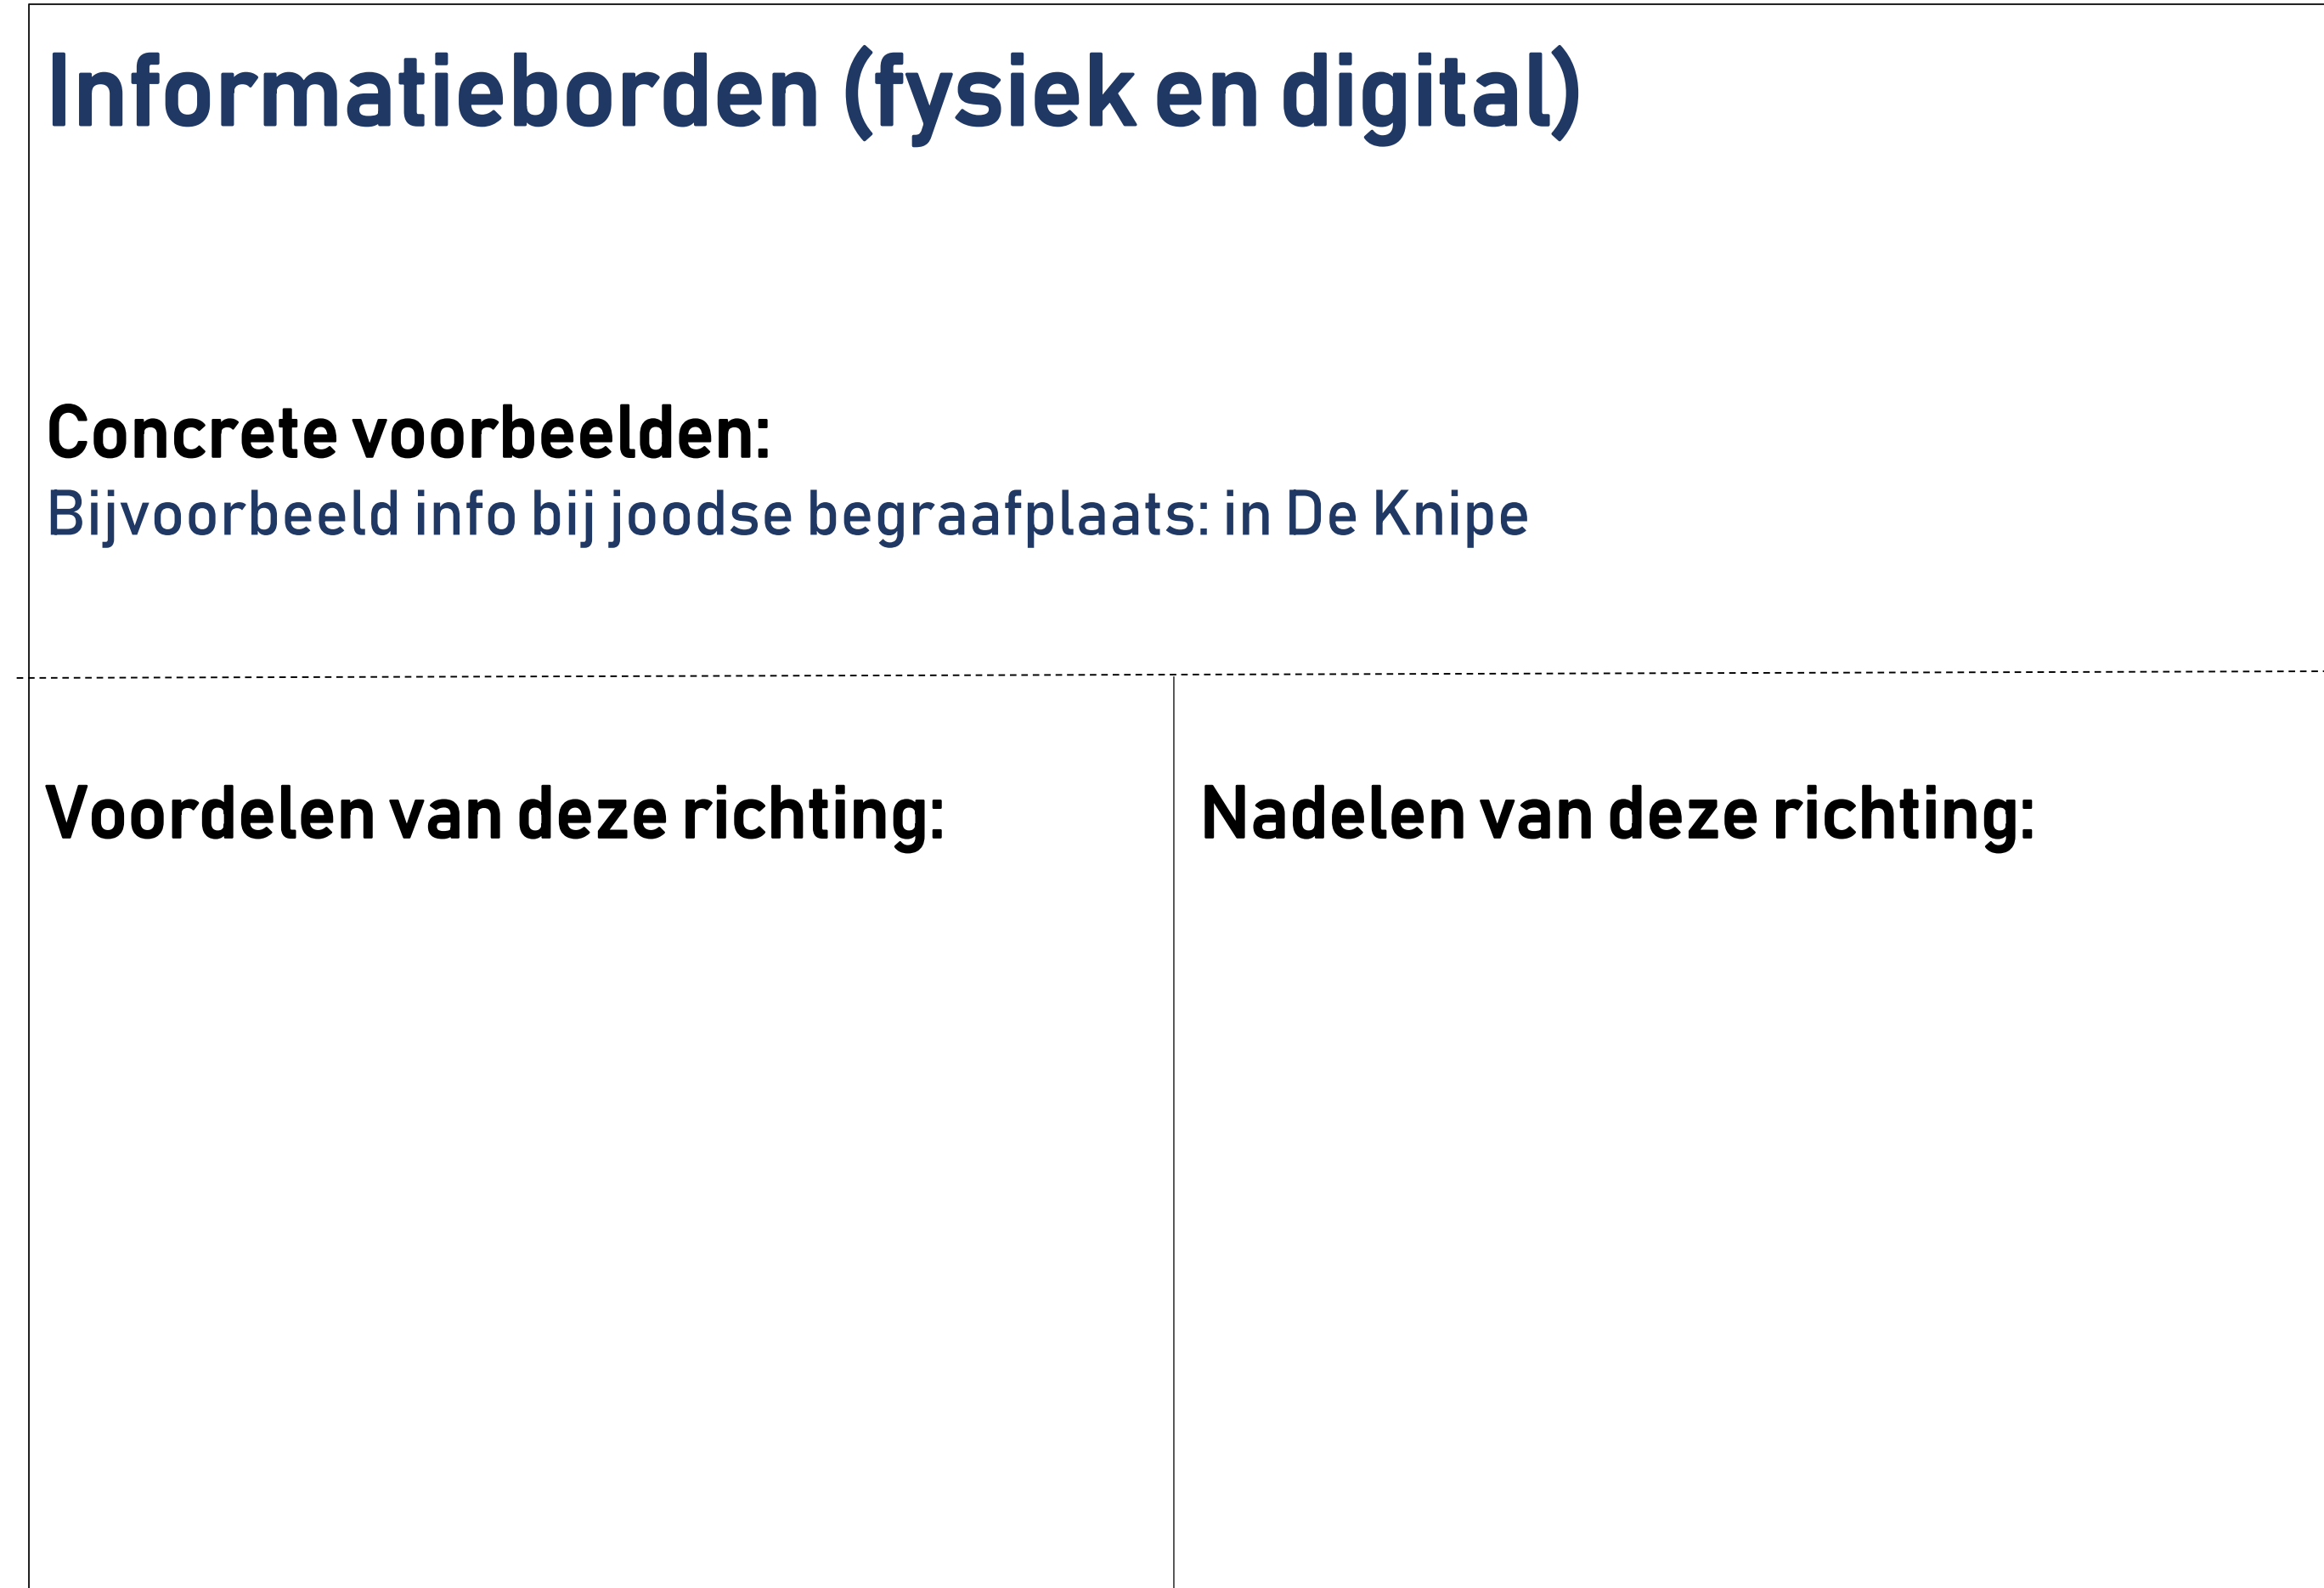 Informatieborden (fysiek en digital)
Concrete voorbeelden:
Bijvoorbeeld info bij joodse begraafplaats: in De Knipe
Voordelen van deze richting:
Nadelen van deze richting: